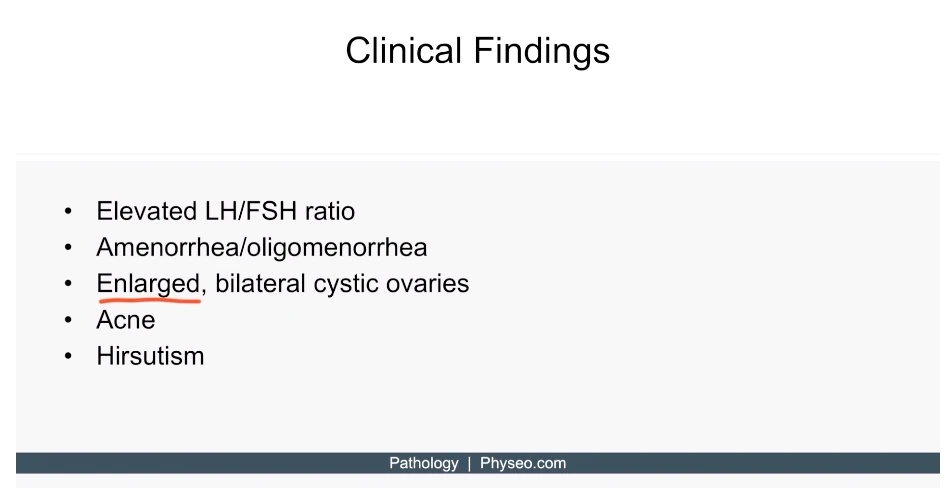 Clinical Findings
• Elevated LH/FSH ratio
• Amenorrhea/oligomenorrhea
• Enlarged, bilateral cystic ovaries
• Acne
• Hirsutism
Pathology | Physeo.com